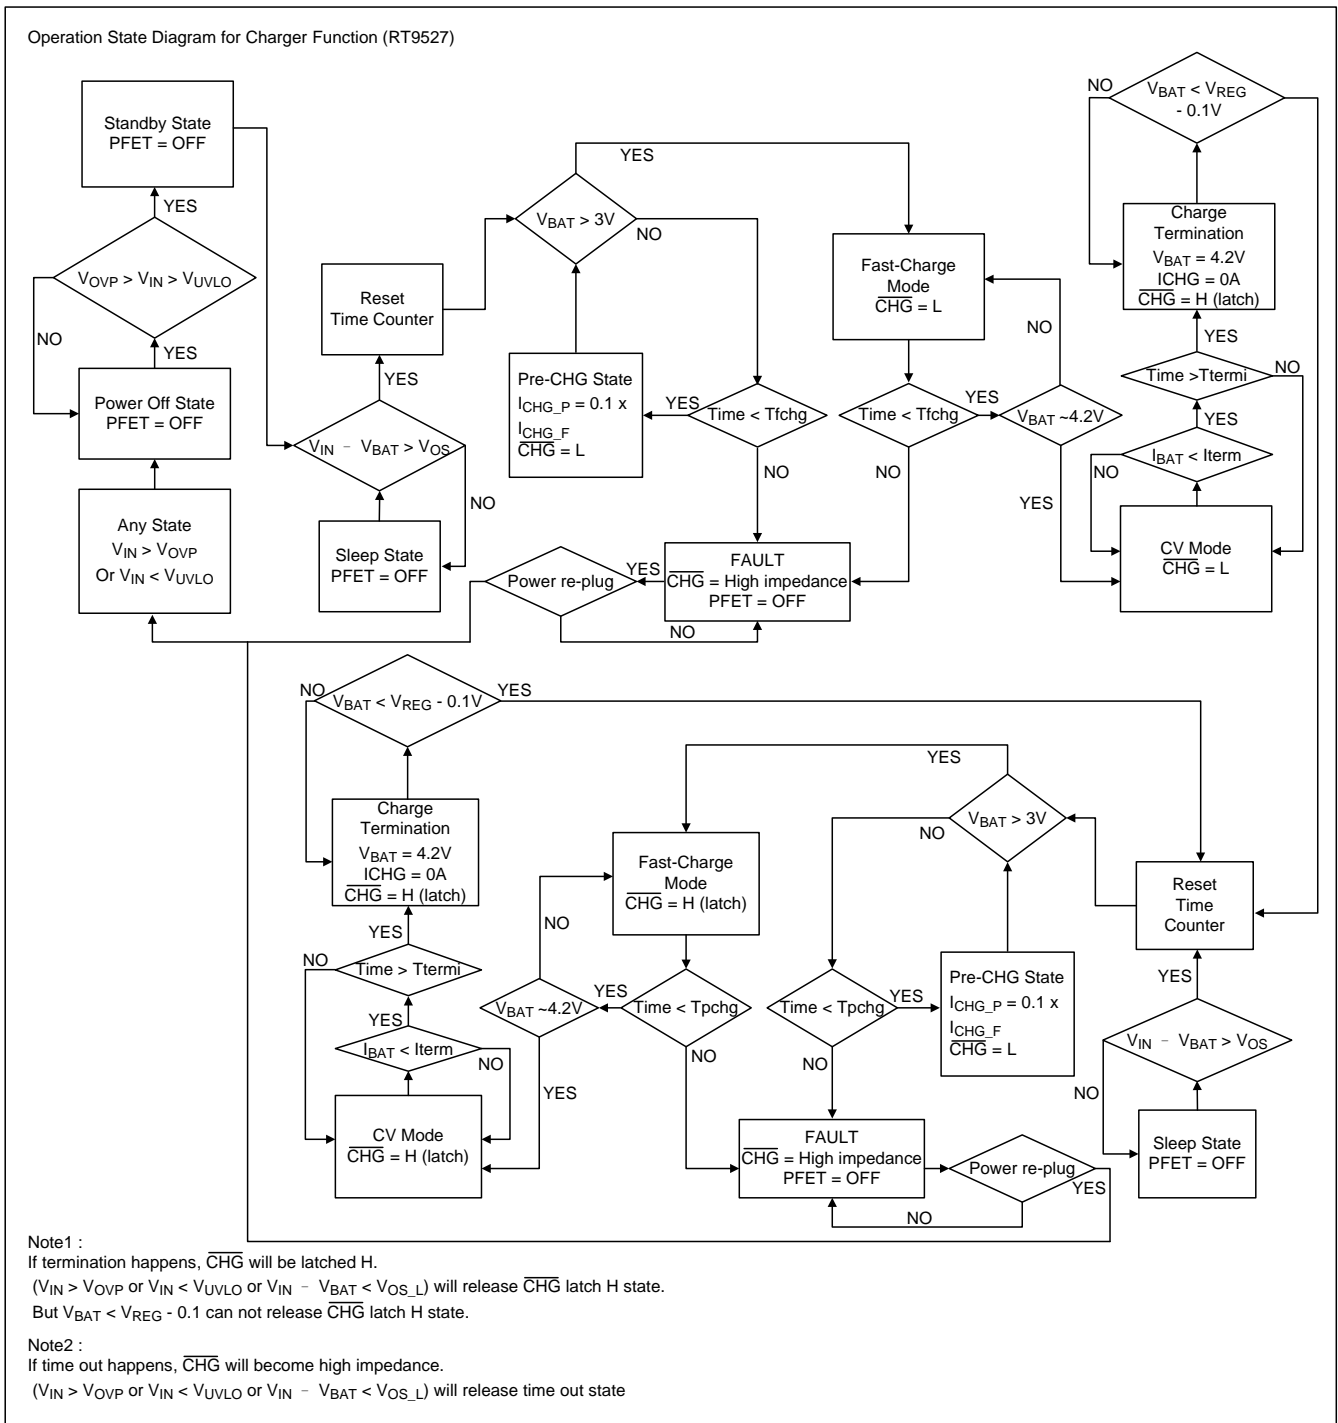 Operation State Diagram for Charger Function (RT9527)
Standby State
PFET = OFF
YES
VOVP > VIN > VUVLO
NO
YES
Power Off State
PFET = OFF
Any State
VIN > VOVP
Or VIN < VUVLO
Reset
Time Counter
YES
VIN - VBAT > VOS
NO
Sleep State
PFET = OFF
YES
VBAT > 3V
NO
Pre-CHG State
ICHG_P = 0.1 x
ICHG_F
CHG = L
YES
Time < Tfchg
NO
Power re-plug
YES
NO
FAULT
CHG = High impedance
PFET = OFF
Fast-Charge
Mode
CHG = L
NO
Time < Tfchg
YES
VBAT ~4.2V
NO
YES
NO
VBAT < VREG
- 0.1V
Charge
Termination
VBAT = 4.2V
ICHG = 0A
CHG = H (latch)
YES
Time >Ttermi
NO
YES
IBAT < Iterm
NO
CV Mode
CHG = L
NO
VBAT < VREG - 0.1V
YES
Charge
Termination
VBAT = 4.2V
ICHG = 0A
CHG = H (latch)
YES
NO
Time > Ttermi
YES
IBAT < Iterm
NO
CV Mode
CHG = H (latch)
YES
Fast-Charge
Mode
CHG = H (latch)
NO
VBAT ~4.2V
YES
Time < Tpchg
NO
YES
VBAT > 3V
NO
Time < Tpchg
YES
NO
Pre-CHG State
ICHG_P = 0.1 x
ICHG_F
CHG = L
Reset
Time
Counter
YES
VIN - VBAT > VOS
NO
Sleep State
PFET = OFF
FAULT
CHG = High impedance
PFET = OFF
Power re-plug
YES
NO
Note1 :
If termination happens, CHG will be latched H.
(VIN > VOVP or VIN < VUVLO or VIN - VBAT < VOS_L) will release CHG latch H state.
But VBAT < VREG - 0.1 can not release CHG latch H state.
Note2 :
If time out happens, CHG will become high impedance.
(VIN > VOVP or VIN < VUVLO or VIN - VBAT < VOS_L) will release time out state